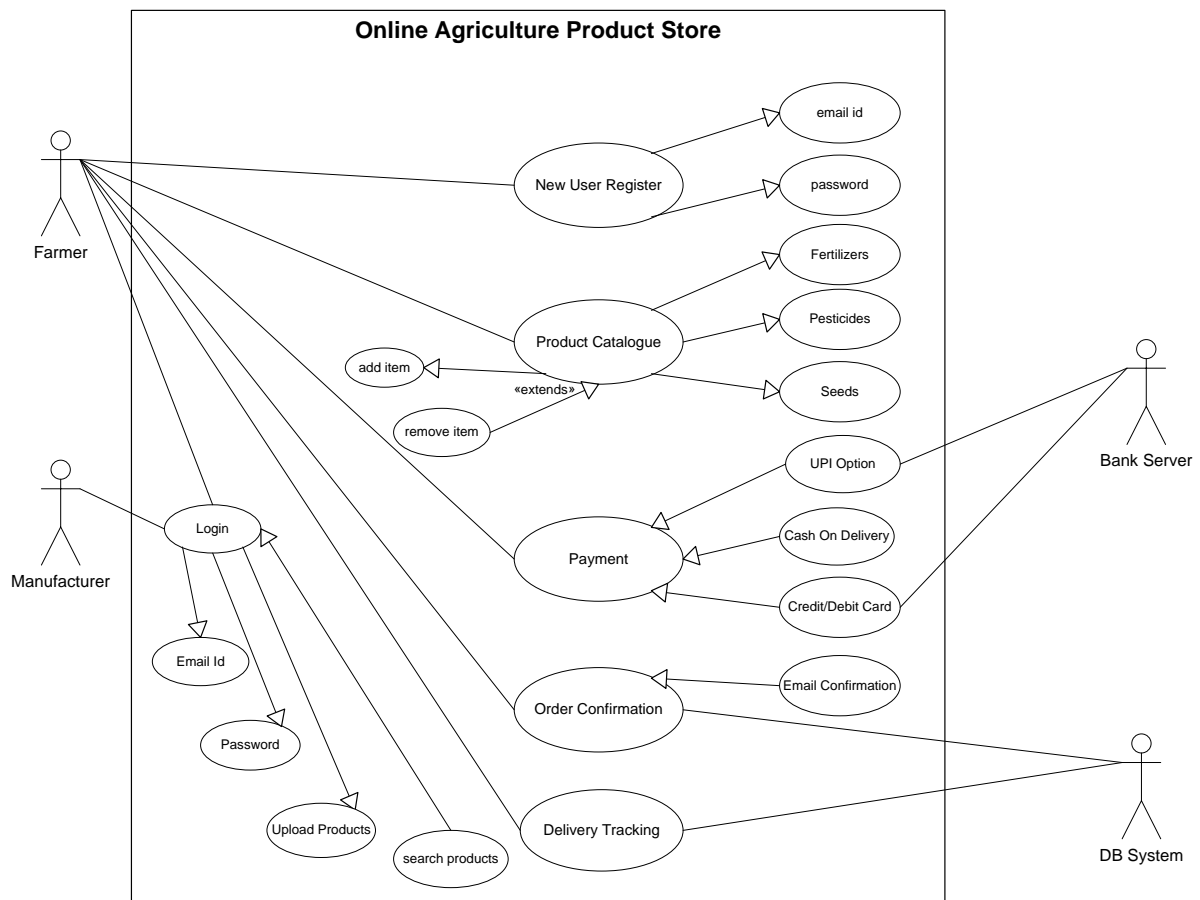 Online Agriculture Product Store
email id
New User Register
password
Farmer
Fertilizers
Pesticides
Product Catalogue
add item
«extends»
Seeds
remove item
UPI Option
Bank Server
Login
Cash On Delivery
Payment
Manufacturer
Credit/Debit Card
Email Id
Email Confirmation
Order Confirmation
Password
Upload Products
Delivery Tracking
search products
DB System